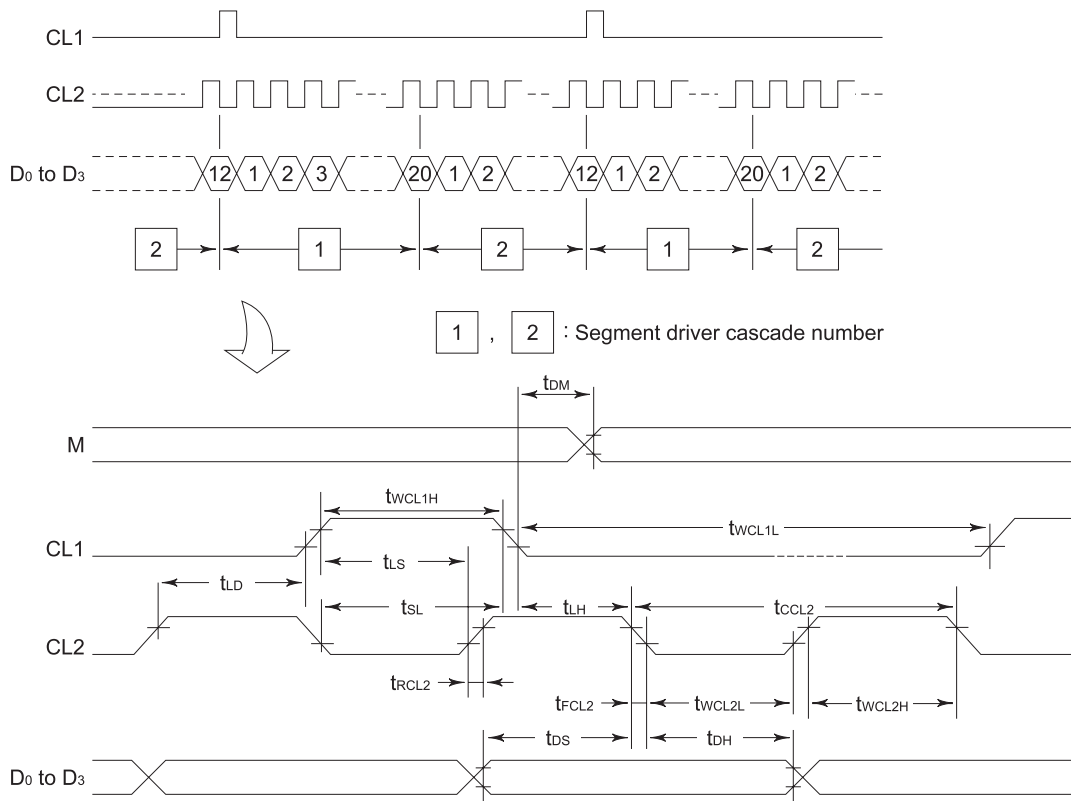 CL1
CL2
D0 to D3 12 1 2 3 20 1 2 12 1 2 20 1 2
2 1 2 1 2
1 , 2 : Segment driver cascade number
tDM
M
tWCL1H
CL1 tWCL1L
tLS
tLD
tSL tLH tCCL2
CL2
tRCL2
tFCL2 tWCL2L tWCL2H
tDS tDH
D0 to D3